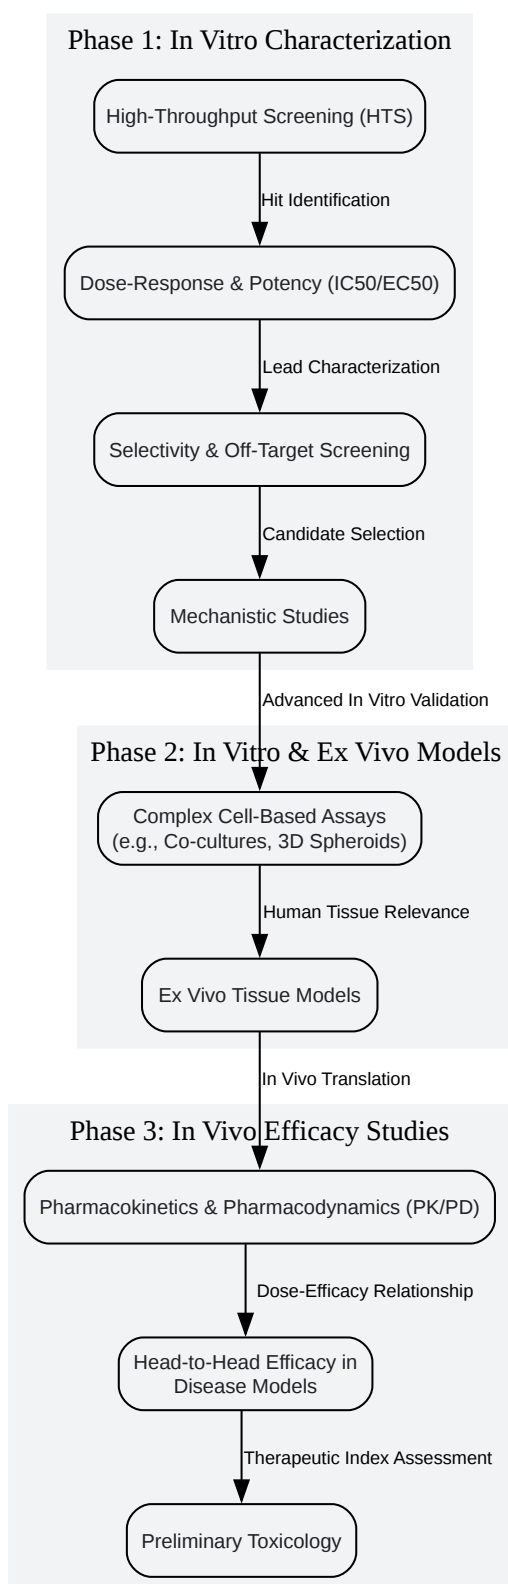 Phase 1: In Vitro Characterization
High-Throughput Screening (HTS)
Hit Identification
Dose-Response & Potency (IC50/EC50)
Lead Characterization
Selectivity & Off-Target Screening
Candidate Selection
Mechanistic Studies
Advanced In Vitro Validation
Phase 2: In Vitro & Ex Vivo Models
Complex Cell-Based Assays
(e.g., Co-cultures, 3D Spheroids)
Human Tissue Relevance
Ex Vivo Tissue Models
In Vivo Translation
Phase 3: In Vivo Efficacy Studies
Pharmacokinetics & Pharmacodynamics (PK/PD)
Dose-Efficacy Relationship
Head-to-Head Efficacy in
Disease Models
Therapeutic Index Assessment
Preliminary Toxicology